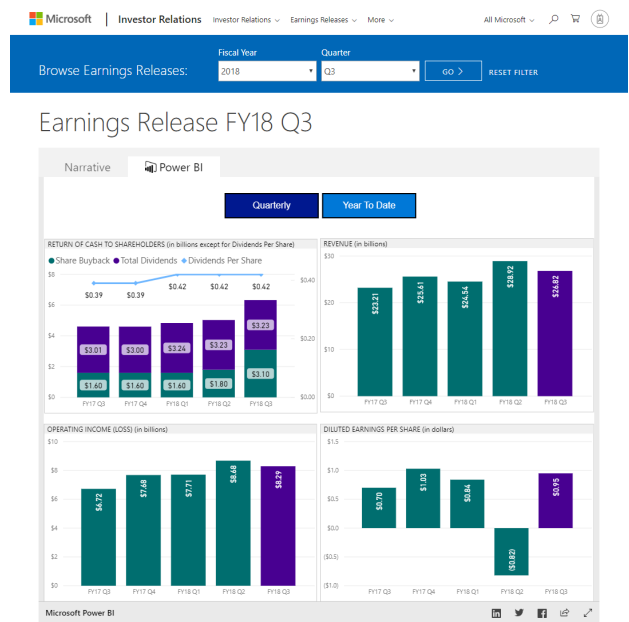 Microsoft | Investor Relations Investor Relations Earnings Releases More All Microsoft
Fiscal Year Quarter
Browse Earnings Releases: 2018 Q3 GO RESET FILTER
Earnings Release FY18 Q3
Narrative Power BI
Quarterly Year To Date
RETURN OF CASH TO SHAREHOLDERS (in billions except for Dividends Per Share)
Share Buyback Total Dividends Dividends Per Share
$8 $6 $4 $2 $0
$0.40 $0.20 $0.00
$0.39 $0.39 $0.42 $0.42 $0.42
$3.01 $3.00 $3.24 $3.23 $3.23
$1.60 $1.60 $1.60 $1.80 $3.10
FY17 Q3 FY17 Q4 FY18 Q1 FY18 Q2 FY18 Q3
REVENUE (in billions)
$30 $20 $10 $0
$23.21 $25.61 $24.54 $28.92 $26.82
FY17 Q3 FY17 Q4 FY18 Q1 FY18 Q2 FY18 Q3
OPERATING INCOME (LOSS) (in billions)
$10 $8 $6 $4 $2 $0
$6.72 $7.68 $7.71 $8.68 $8.29
FY17 Q3 FY17 Q4 FY18 Q1 FY18 Q2 FY18 Q3
DILUTED EARNINGS PER SHARE (in dollars)
$1.5 $1.0 $0.5 $0.0 ($0.5) ($1.0)
$0.70 $1.03 $0.84 ($0.82) $0.95
FY17 Q3 FY17 Q4 FY18 Q1 FY18 Q2 FY18 Q3
Microsoft Power BI